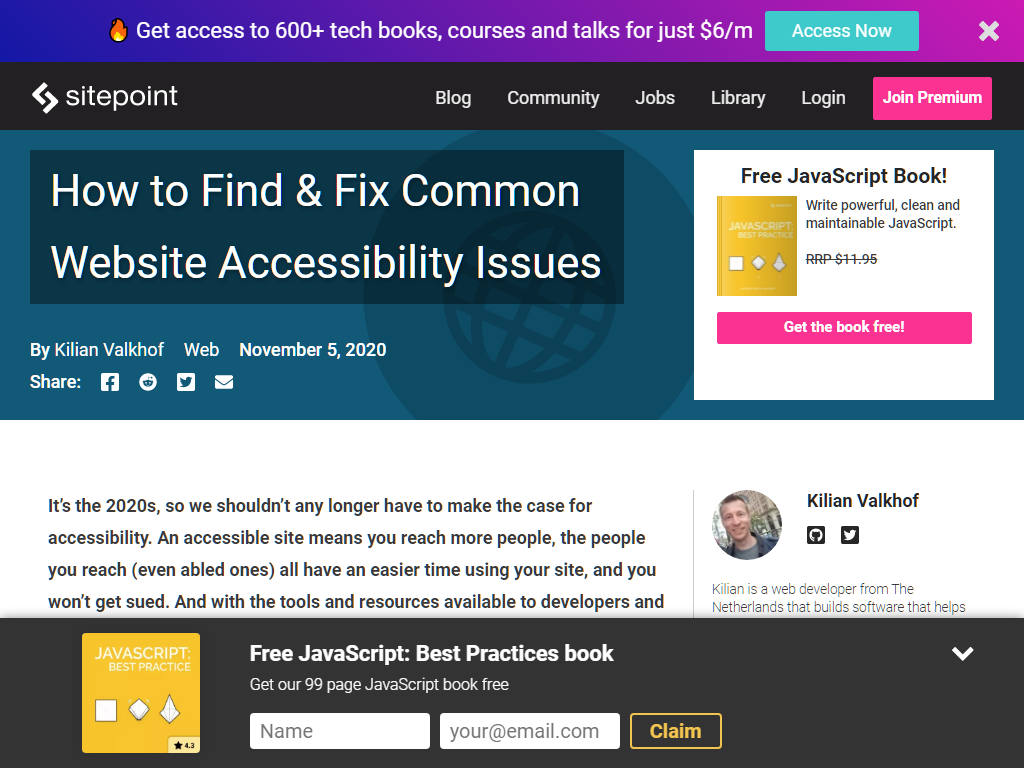 Get access to 600+ tech books, courses and talks for just $6/m
Access Now
sitepoint
Blog
Community
Jobs
Library
Login
Join Premium
How to Find & Fix Common
Website Accessibility Issues
By Kilian Valkhof
Web
November 5, 2020
Share:
Free JavaScript Book!
JAVASCRIPT:
BEST PRACTICE
Write powerful, clean and
maintainable JavaScript.
RRP $11.95
Get the book free!
It’s the 2020s, so we shouldn’t any longer have to make the case for
accessibility. An accessible site means you reach more people, the people
you reach (even abled ones) all have an easier time using your site, and you
won’t get sued. And with the tools and resources available to developers and
Kilian Valkhof
Kilian is a web developer from The
Netherlands that builds software that helps
JAVASCRIPT:
BEST PRACTICE
4.3
Free JavaScript: Best Practices book
Get our 99 page JavaScript book free
Name
your@email.com
Claim